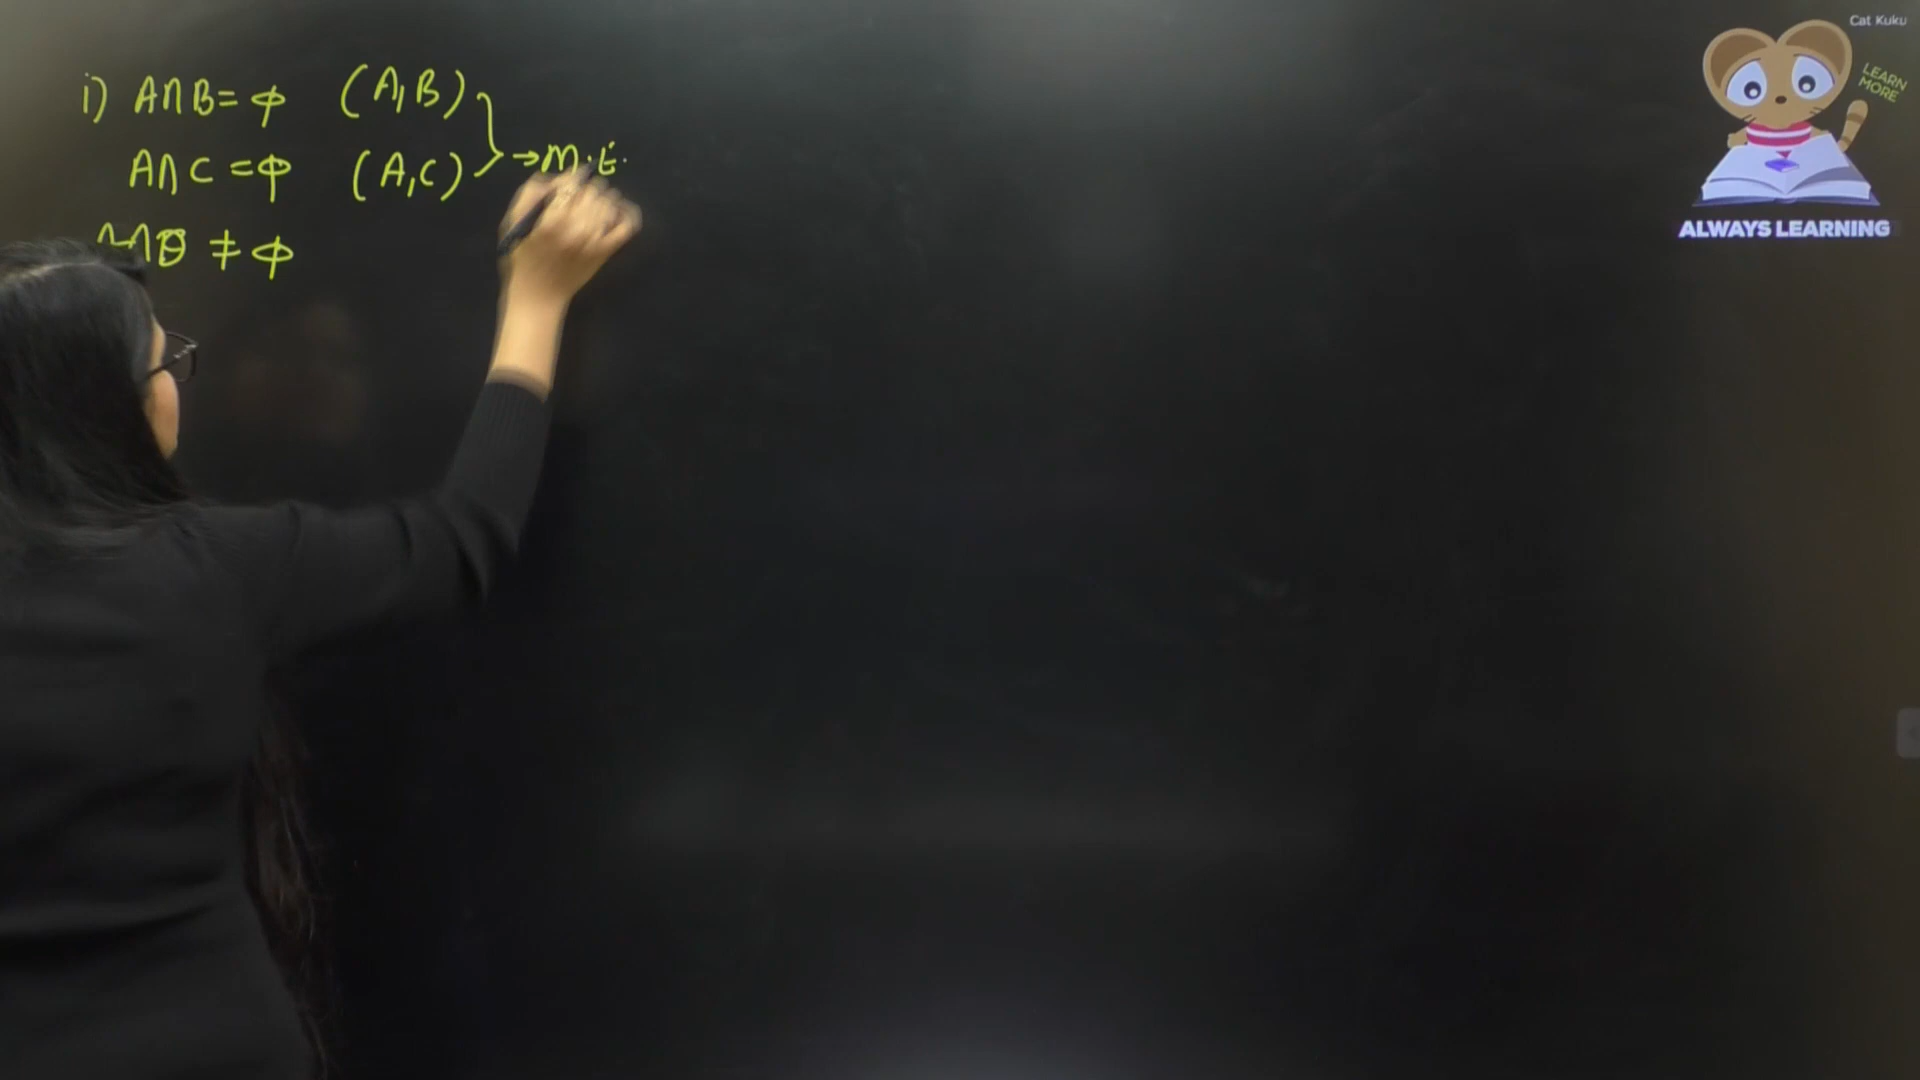 i) A∩B = φ (A,B)
A∩C = φ (A,C) } → M.E.
≠ φ
Cat Kuku
LEARN MORE
ALWAYS LEARNING